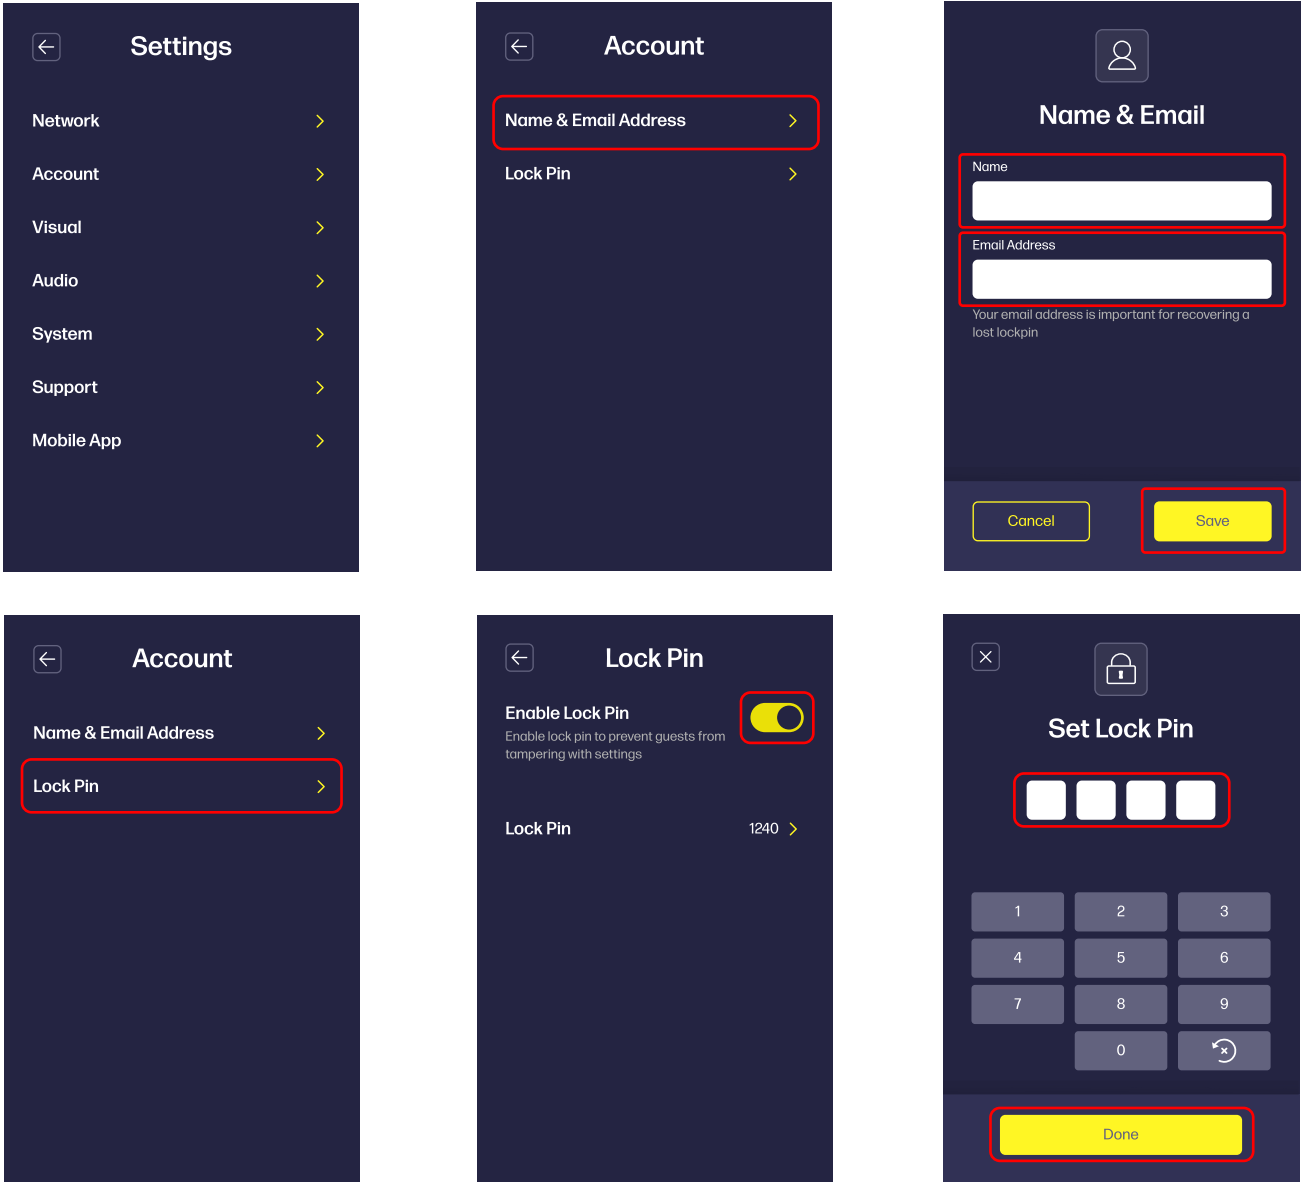 Settings
Network
Account
Visual
Audio
System
Support
Mobile App
Account
Name & Email Address
Lock Pin
Name & Email
Name
Email Address
Your email address is important for recovering a
lost lockpin
Cancel
Save
Account
Name & Email Address
Lock Pin
Lock Pin
Enable Lock Pin
Enable lock pin to prevent guests from
tampering with settings
Lock Pin 1240
Set Lock Pin
1 2 3
4 5 6
7 8 9
0
Done